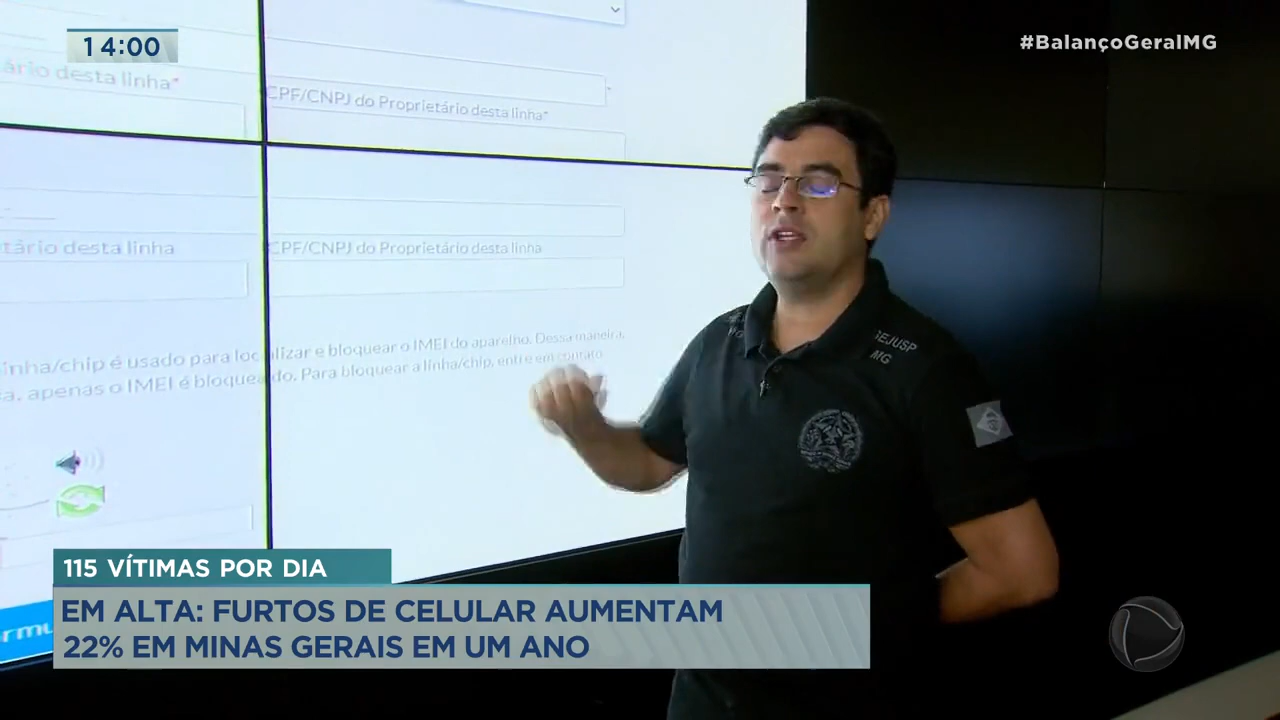 14:00
#BalançoGeralMG
ário desta linha*
CPF/CNPJ do Proprietário desta linha*
tário desta linha
CPF/CNPJ do Proprietário desta linha
linha/chip é usado para localizar e bloquear o IMEI do aparelho. Dessa maneira,
a, apenas o IMEI é bloqueado. Para bloquear a linha/chip, entre em contato
SEJUSP
MG
MG
115 VÍTIMAS POR DIA
EM ALTA: FURTOS DE CELULAR AUMENTAM
22% EM MINAS GERAIS EM UM ANO